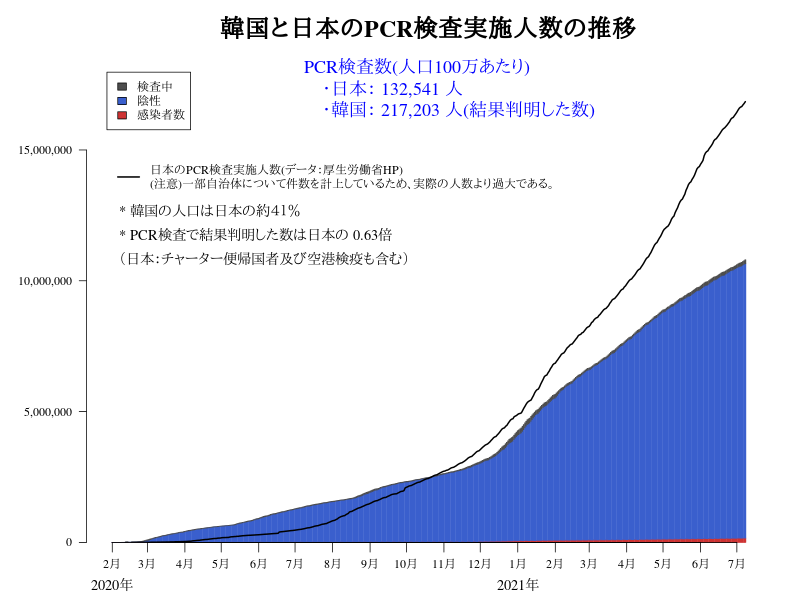 韓国と日本のPCR検査実施人数の推移
PCR検査数(人口100万あたり)
・日本: 132,541 人
・韓国: 217,203 人(結果判明した数)
検査中
陰性
感染者数
日本のPCR検査実施人数(データ:厚生労働省HP)
(注意)一部自治体について件数を計上しているため、実際の人数より過大である。
* 韓国の人口は日本の約41%
* PCR検査で結果判明した数は日本の 0.63倍
(日本:チャーター便帰国者及び空港検疫も含む)
15,000,000
10,000,000
5,000,000
0
2月 3月 4月 5月 6月 7月 8月 9月 10月 11月 12月 1月 2月 3月 4月 5月 6月 7月
2020年 2021年